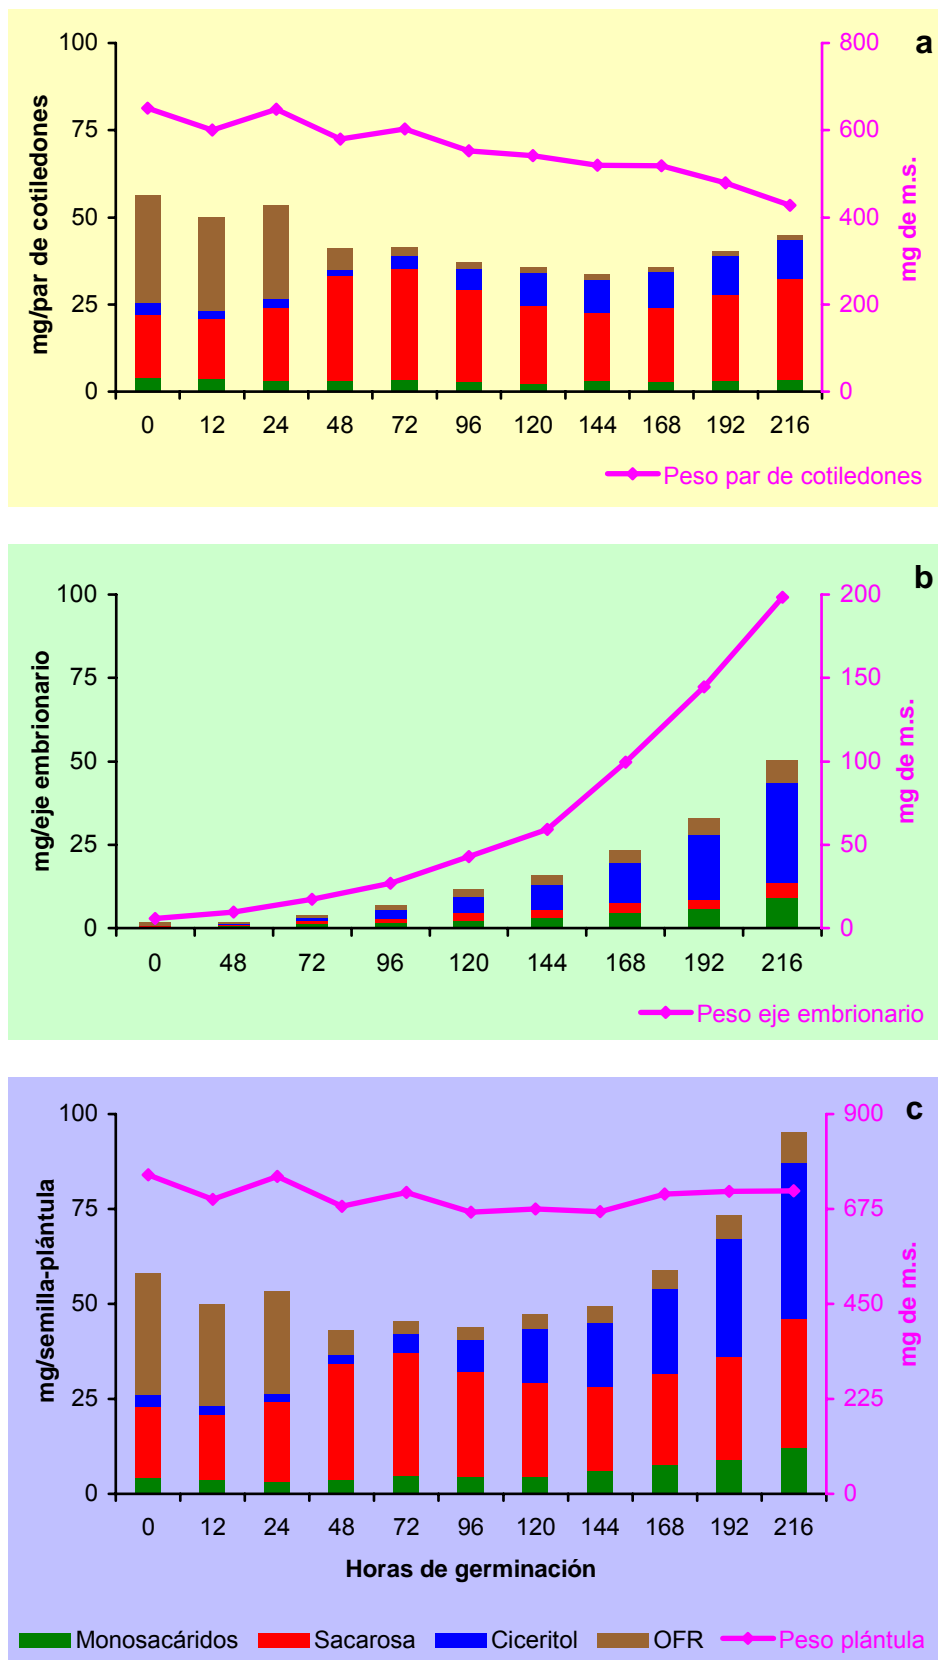 a
100
75
50
25
0
mg/par de cotiledones
800
600
400
200
0
mg de m.s.
0 12 24 48 72 96 120 144 168 192 216
Peso par de cotiledones
b
100
75
50
25
0
mg/eje embrionario
200
150
100
50
0
mg de m.s.
0 48 72 96 120 144 168 192 216
Peso eje embrionario
c
100
75
50
25
0
mg/semilla-plántula
900
675
450
225
0
mg de m.s.
0 12 24 48 72 96 120 144 168 192 216
Horas de germinación
Monosacáridos Sacarosa Ciceritol OFR Peso plántula